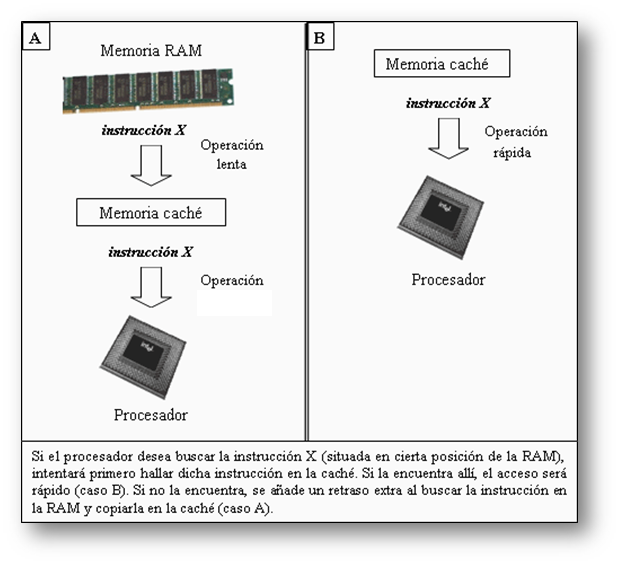 A
Memoria RAM
instrucción X
Operación
lenta
Memoria caché
instrucción X
Operación
intel
Procesador
B
Memoria caché
instrucción X
Operación
rápida
intel
Procesador
Si el procesador desea buscar la instrucción X (situada en cierta posición de la RAM),
intentará primero hallar dicha instrucción en la caché. Si la encuentra allí, el acceso será
rápido (caso B). Si no la encuentra, se añade un retraso extra al buscar la instrucción en
la RAM y copiarla en la caché (caso A).